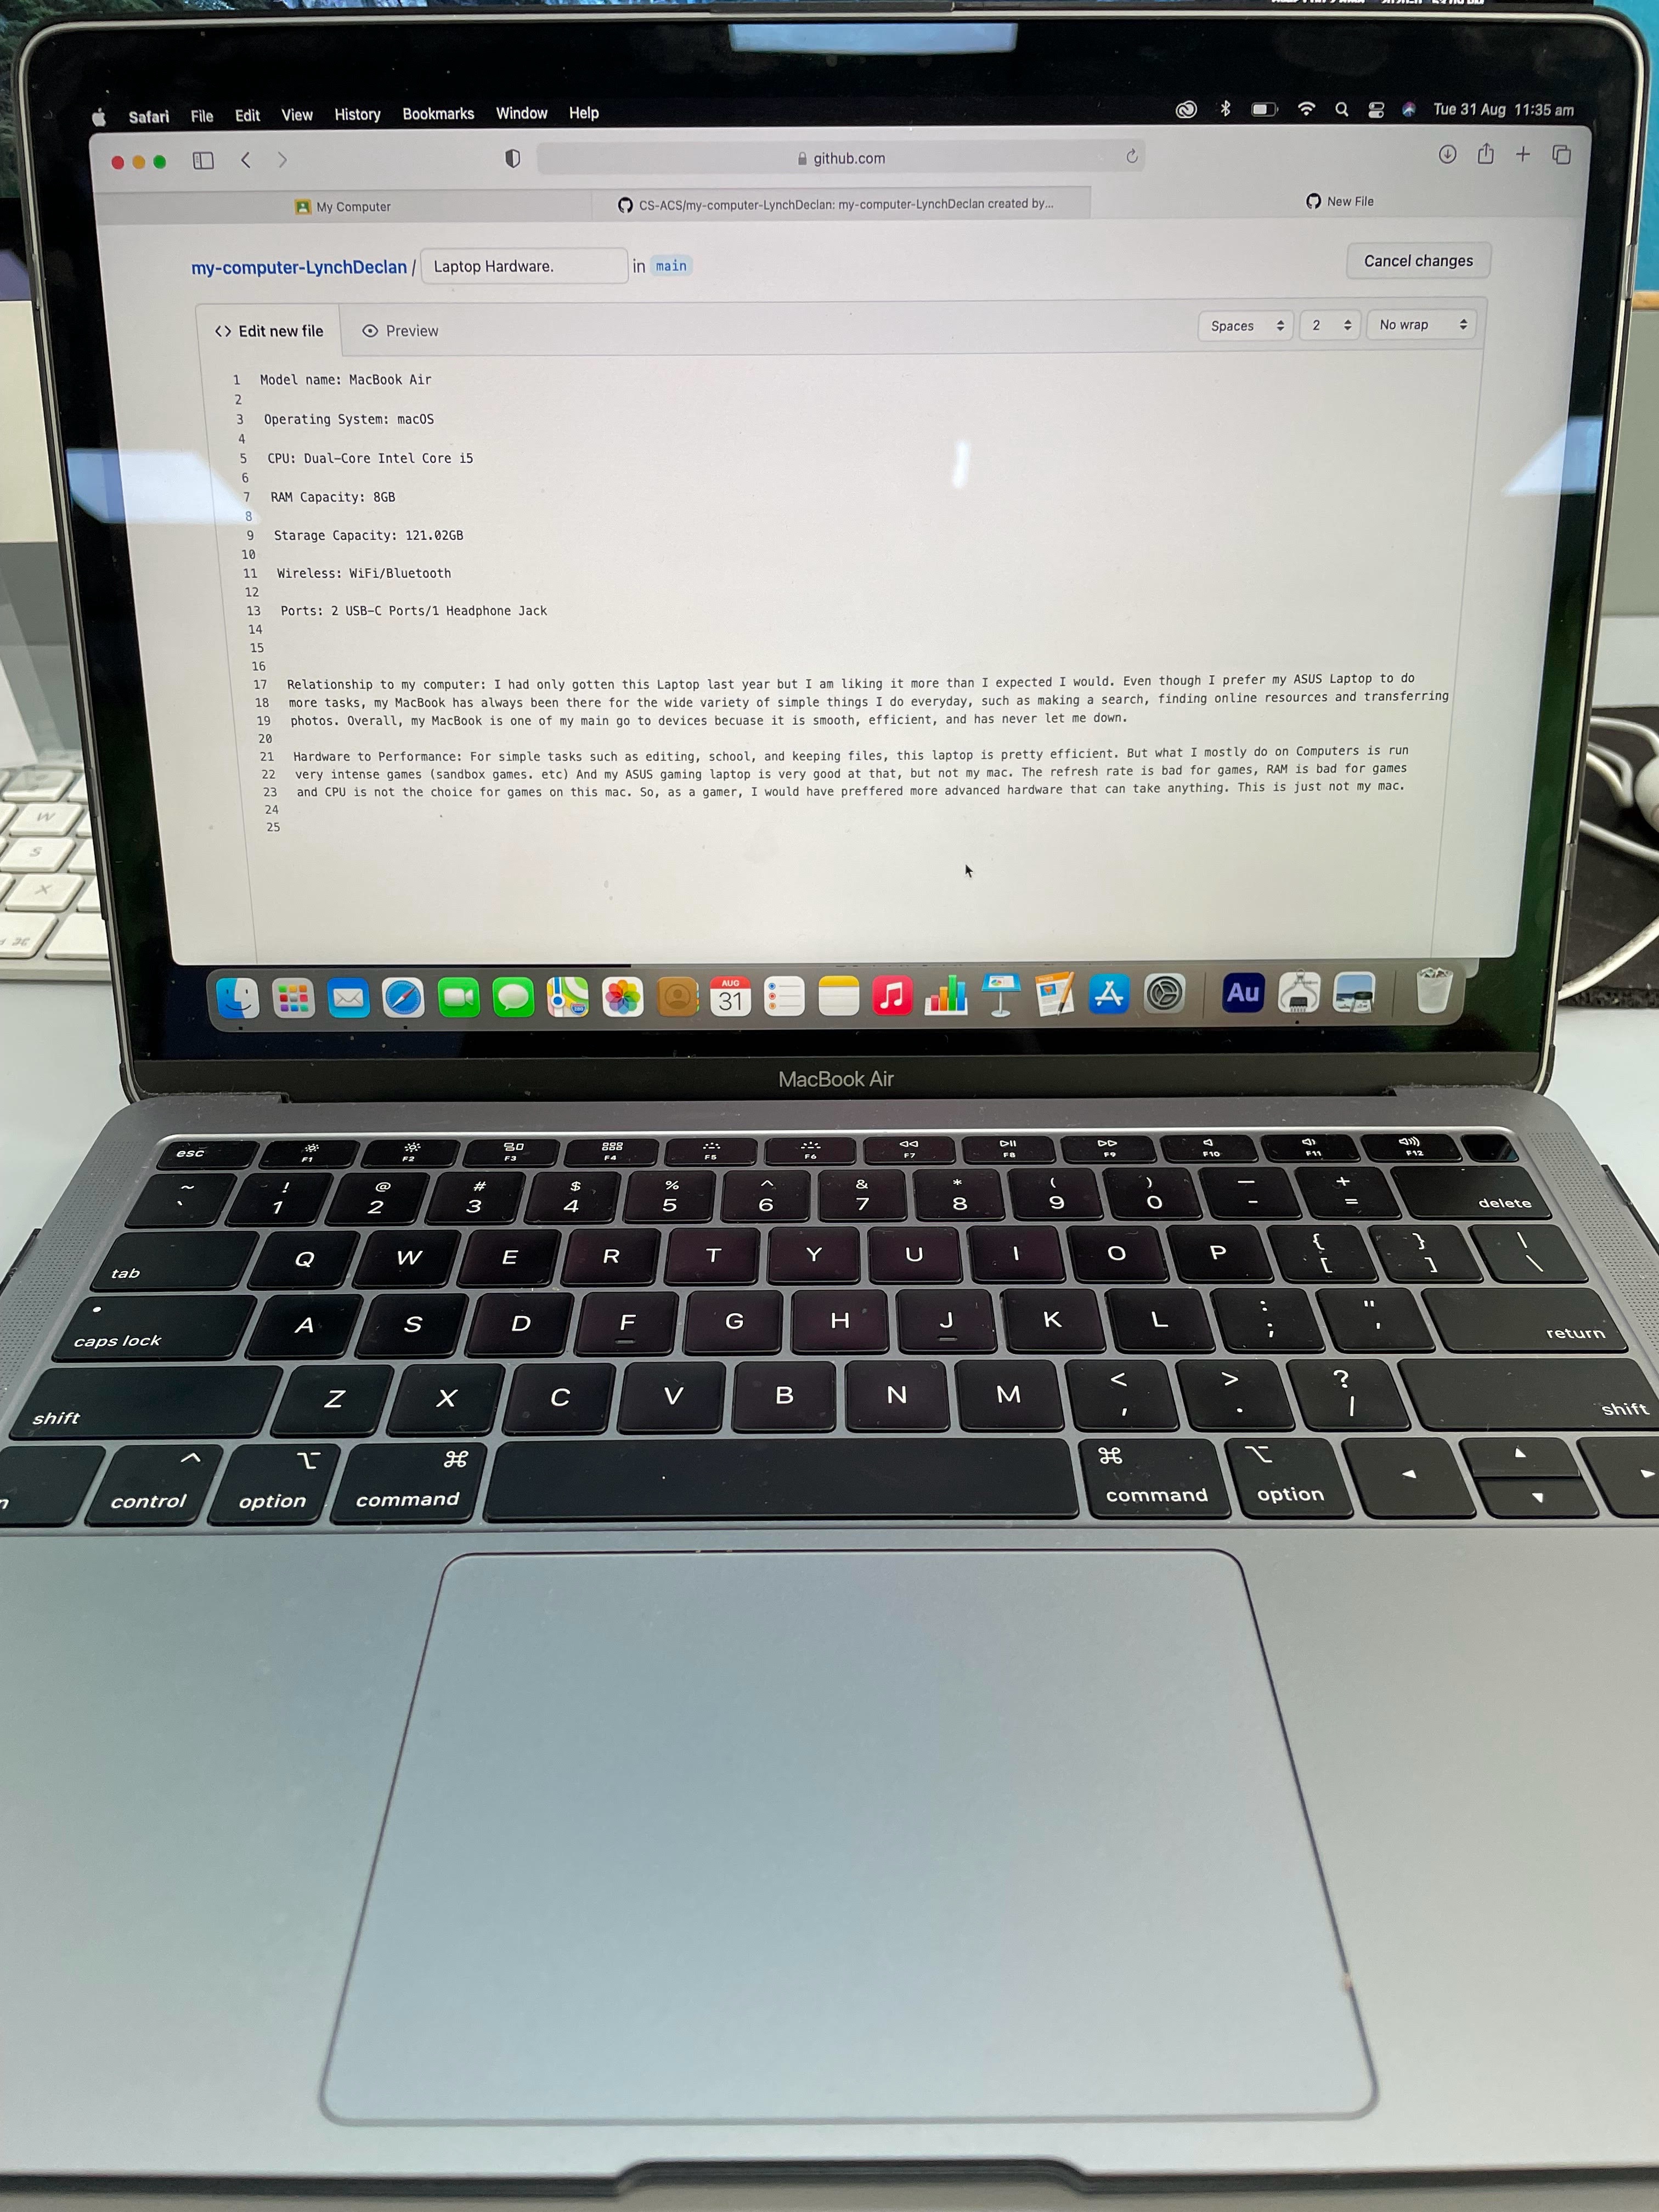 Safari File Edit View History Bookmarks Window Help Tue 31 Aug 11:35 am
github.com
My Computer CS-ACS/my-computer-LynchDeclan: my-computer-LynchDeclan created by... New File
my-computer-LynchDeclan / Laptop Hardware. in main Cancel changes
<> Edit new file Preview Spaces 2 No wrap
1 Model name: MacBook Air
2
3 Operating System: macOS
4
5 CPU: Dual-Core Intel Core i5
6
7 RAM Capacity: 8GB
8
9 Starage Capacity: 121.02GB
10
11 Wireless: WiFi/Bluetooth
12
13 Ports: 2 USB-C Ports/1 Headphone Jack
14
15
16
17 Relationship to my computer: I had only gotten this Laptop last year but I am liking it more than I expected I would. Even though I prefer my ASUS Laptop to do
18 more tasks, my MacBook has always been there for the wide variety of simple things I do everyday, such as making a search, finding online resources and transferring
19 photos. Overall, my MacBook is one of my main go to devices becuase it is smooth, efficient, and has never let me down.
20
21 Hardware to Performance: For simple tasks such as editing, school, and keeping files, this laptop is pretty efficient. But what I mostly do on Computers is run
22 very intense games (sandbox games. etc) And my ASUS gaming laptop is very good at that, but not my mac. The refresh rate is bad for games, RAM is bad for games
23 and CPU is not the choice for games on this mac. So, as a gamer, I would have preffered more advanced hardware that can take anything. This is just not my mac.
24
25
AUG
31 Au
MacBook Air
esc F1 F2 F3 F4 F5 F6 F7 F8 F9 F10 F11 F12
~ ! @ # $ % ^ & * ( ) — +
` 1 2 3 4 5 6 7 8 9 0 - = delete
tab Q W E R T Y U I O P { [ } ] | \
caps lock A S D F G H J K L : ; " ' return
shift Z X C V B N M < , > . ? / shift
control option command command option
W
S
X